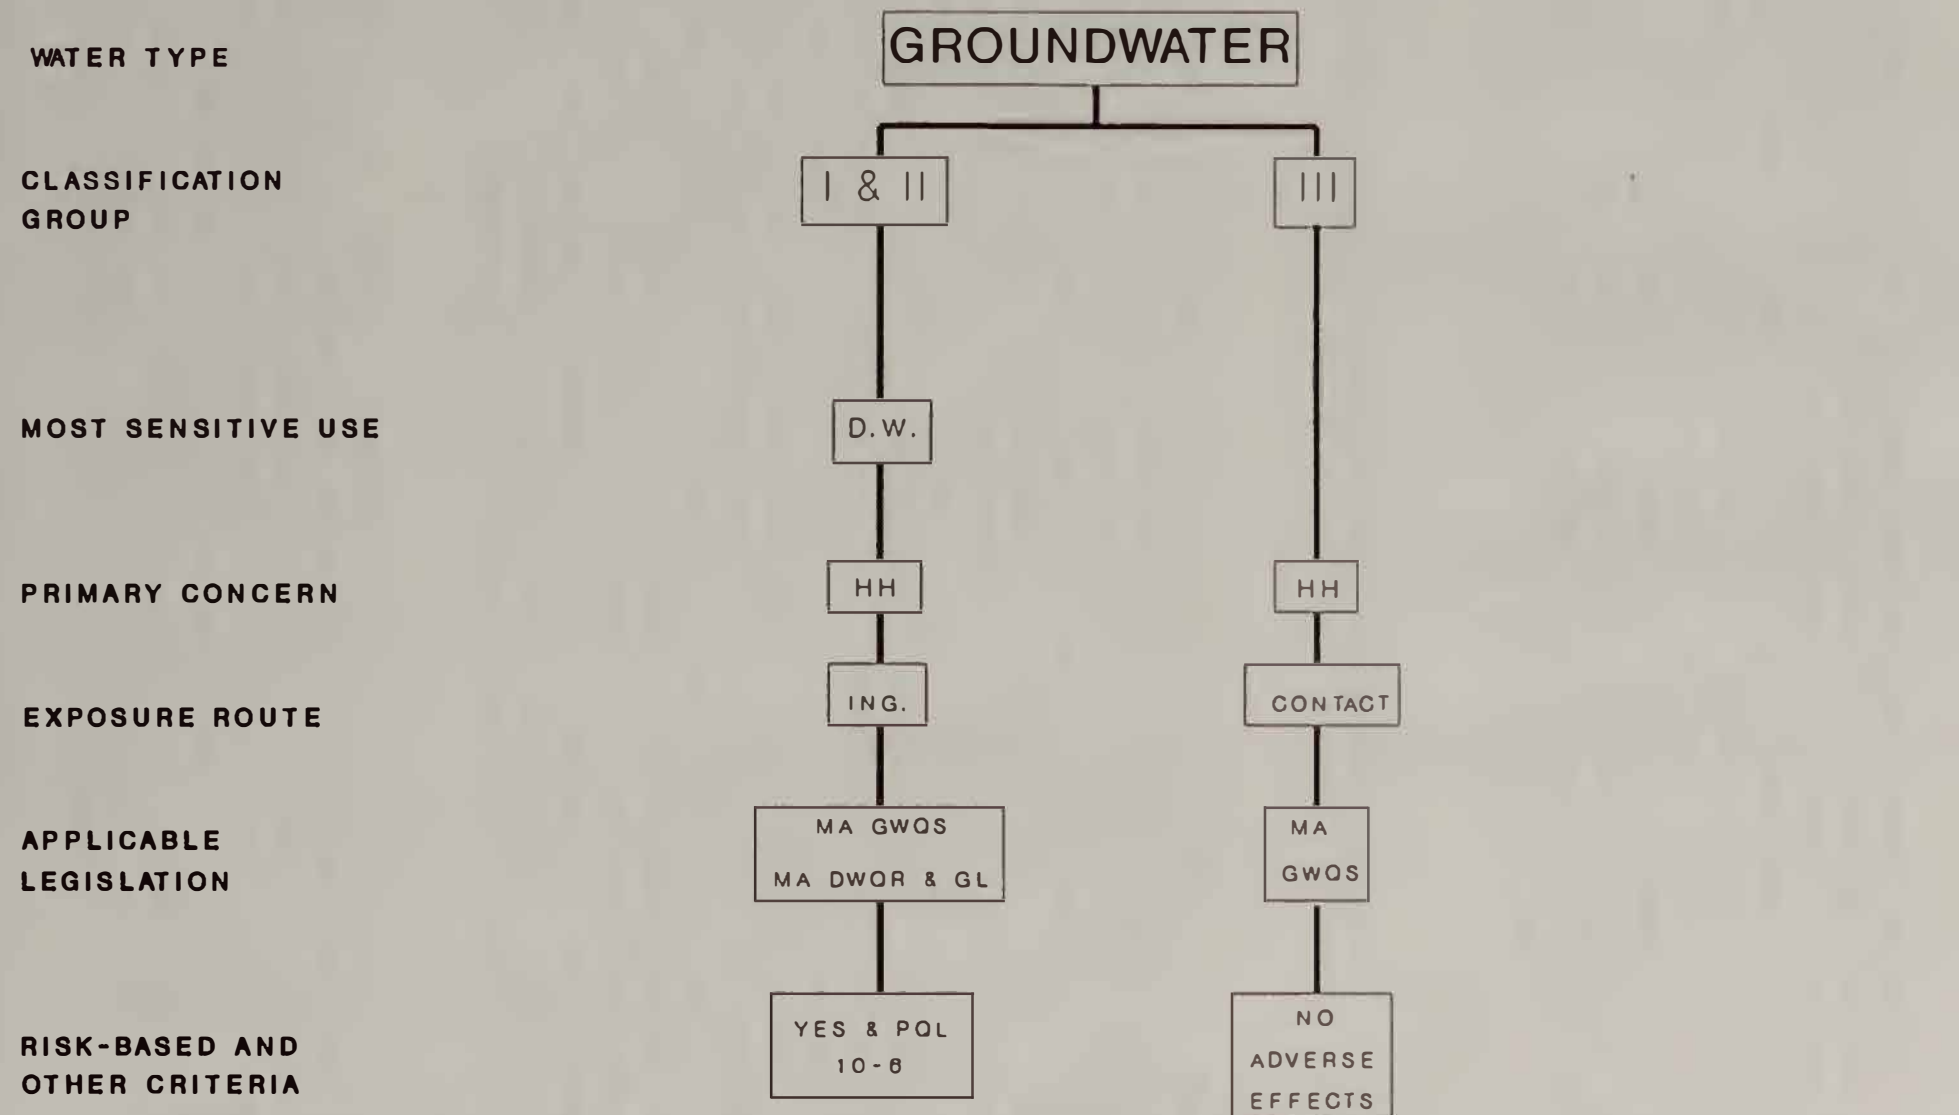 WATER TYPE
GROUNDWATER
CLASSIFICATION
GROUP
I & II
III
MOST SENSITIVE USE
D.W.
PRIMARY CONCERN
HH
HH
EXPOSURE ROUTE
ING.
CONTACT
APPLICABLE
LEGISLATION
MA GWQS
MA DWQR & GL
MA
GWQS
RISK-BASED AND
OTHER CRITERIA
YES & PQL
10-6
NO
ADVERSE
EFFECTS